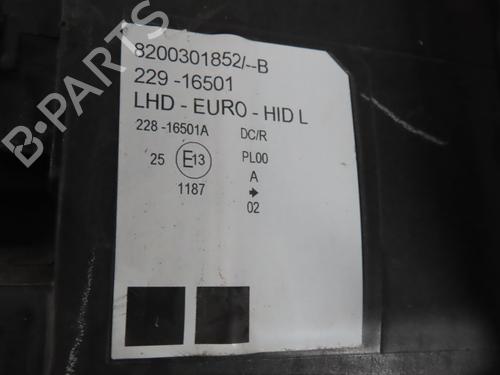 8200301852/--B
229 -16501
LHD - EURO - HID L
228 -16501A DC/R
25 E13 PL00
1187 A
➔
02
B-PARTS